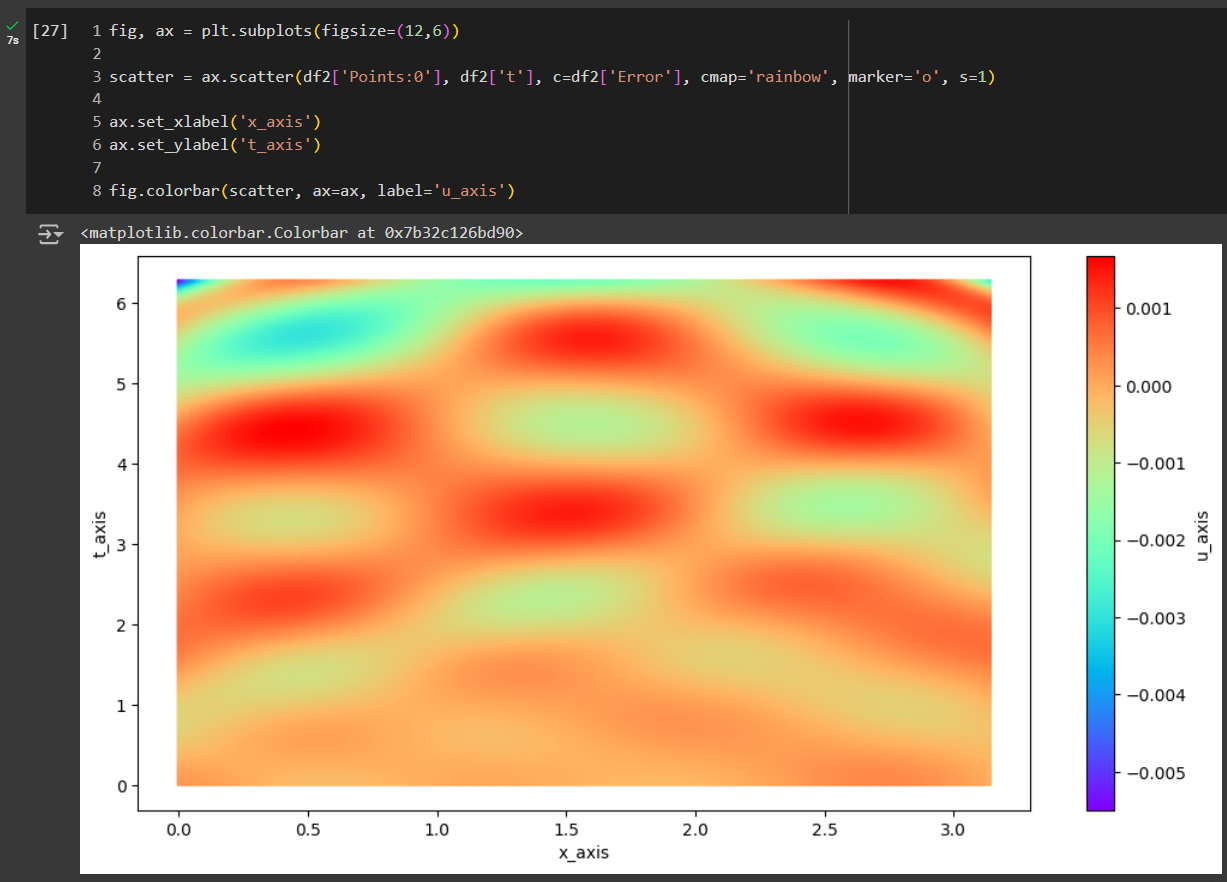 [27]
7s
1 fig, ax = plt.subplots(figsize=(12,6))
2
3 scatter = ax.scatter(df2['Points:0'], df2['t'], c=df2['Error'], cmap='rainbow', marker='o', s=1)
4
5 ax.set_xlabel('x_axis')
6 ax.set_ylabel('t_axis')
7
8 fig.colorbar(scatter, ax=ax, label='u_axis')
<matplotlib.colorbar.Colorbar at 0x7b32c126bd90>
6
5
4
3
2
1
0
t_axis
0.0 0.5 1.0 1.5 2.0 2.5 3.0
x_axis
0.001
0.000
−0.001
−0.002
−0.003
−0.004
−0.005
u_axis